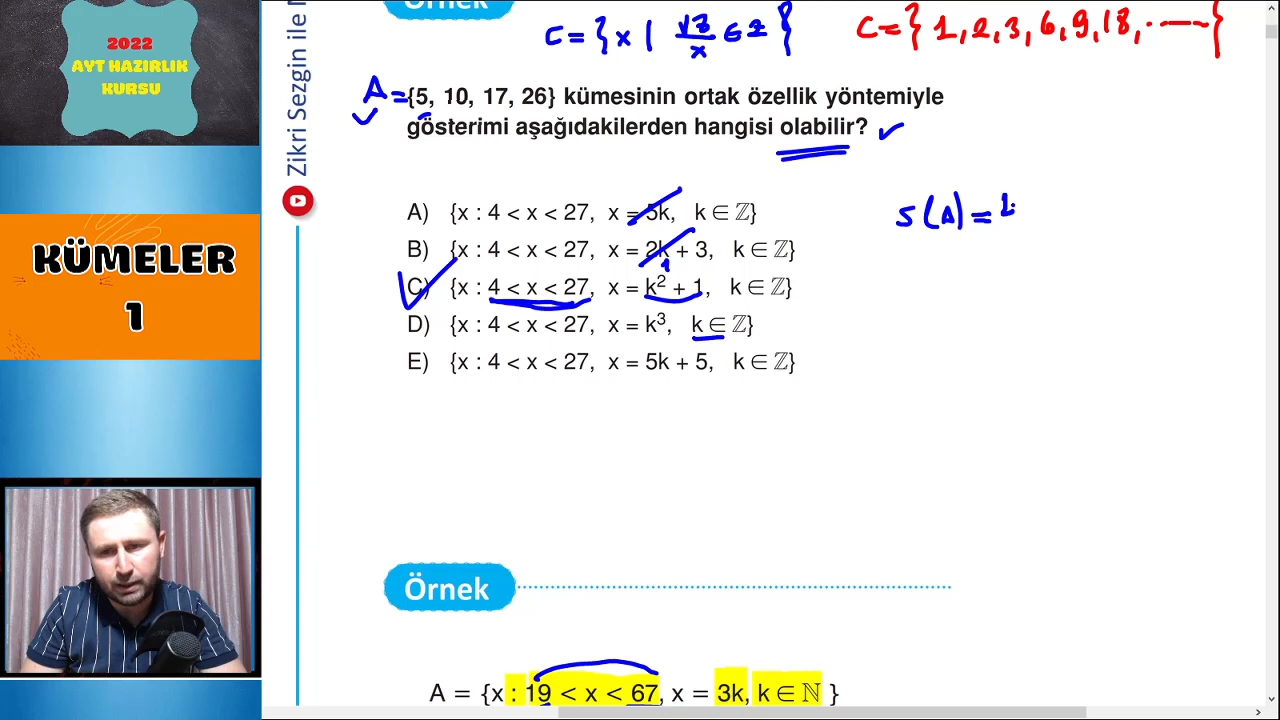 Örnek
C = { x | 18/x ∈ Z }
C = { 1, 2, 3, 6, 9, 18, ...... }
2022
AYT HAZIRLIK
KURSU
Zikri Sezgin ile
KÜMELER
1
A = {5, 10, 17, 26} kümesinin ortak özellik yöntemiyle
gösterimi aşağıdakilerden hangisi olabilir?
A) {x : 4 < x < 27, x = 5k, k ∈ ℤ}
B) {x : 4 < x < 27, x = 2k + 3, k ∈ ℤ}
C) {x : 4 < x < 27, x = k² + 1, k ∈ ℤ}
D) {x : 4 < x < 27, x = k³, k ∈ ℤ}
E) {x : 4 < x < 27, x = 5k + 5, k ∈ ℤ}
s(A) =
Örnek
A = {x : 19 < x < 67, x = 3k, k ∈ ℕ }